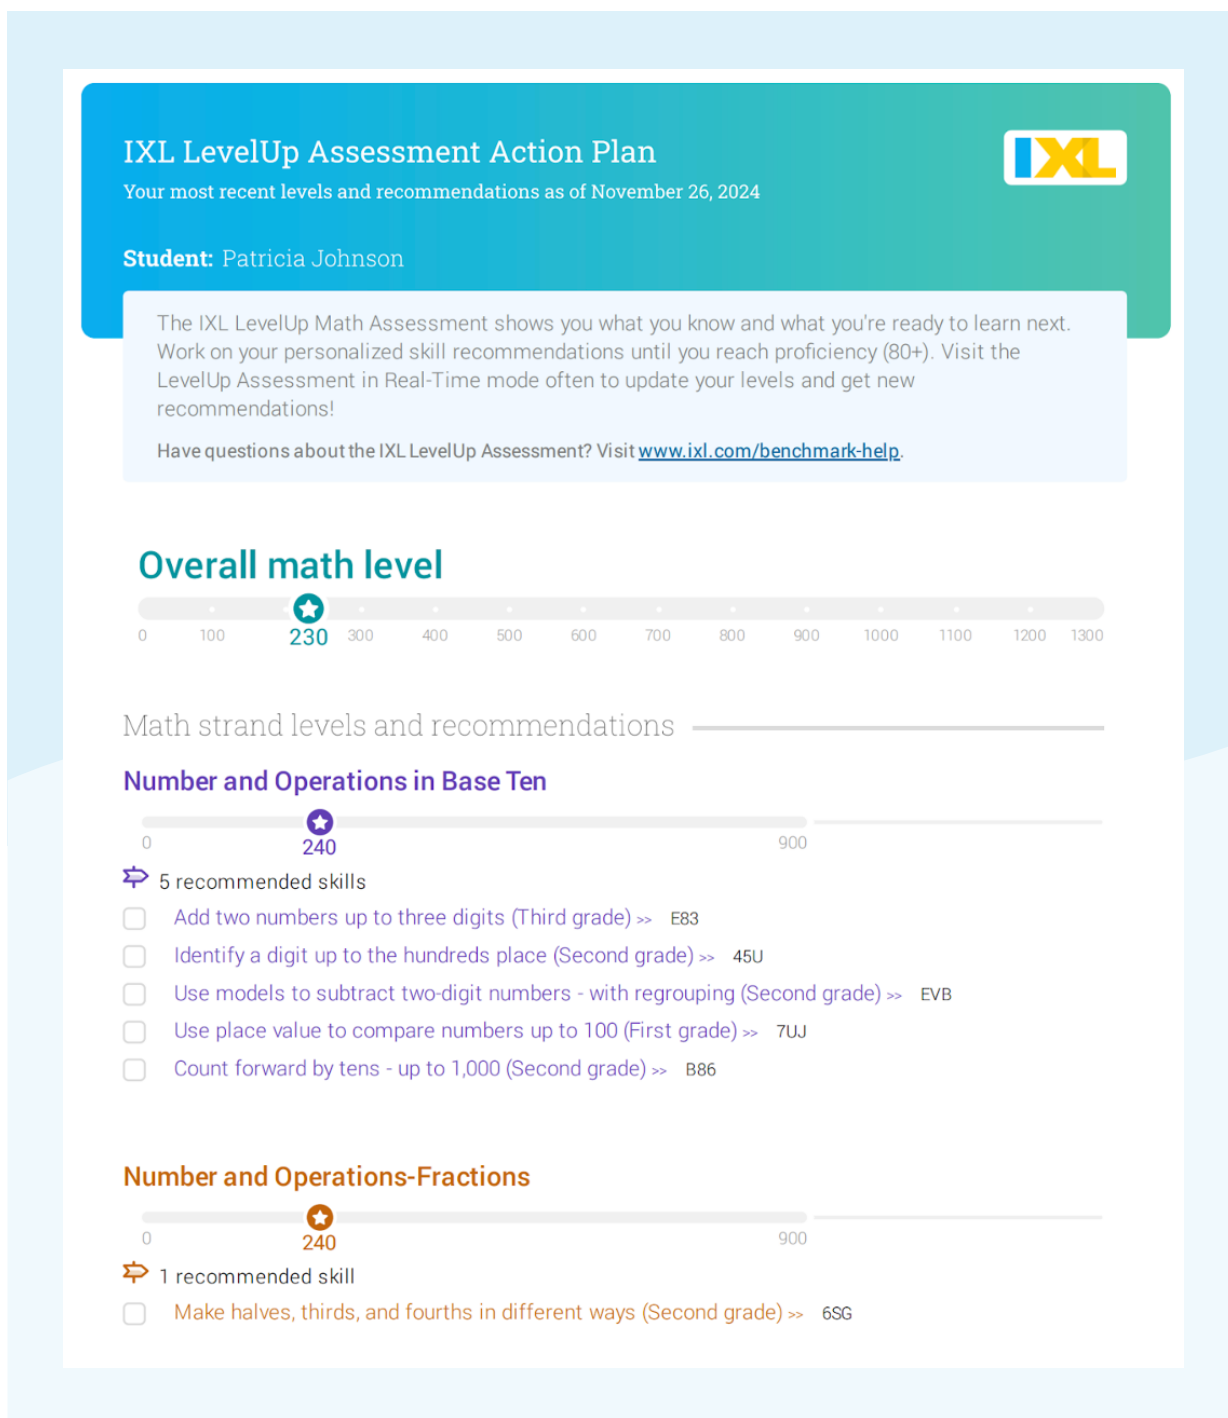 IXL LevelUp Assessment Action Plan
IXL
Your most recent levels and recommendations as of November 26, 2024
Student: Patricia Johnson
The IXL LevelUp Math Assessment shows you what you know and what you're ready to learn next.
Work on your personalized skill recommendations until you reach proficiency (80+). Visit the
LevelUp Assessment in Real-Time mode often to update your levels and get new
recommendations!
Have questions about the IXL LevelUp Assessment? Visit www.ixl.com/benchmark-help.
Overall math level
0 100 230 300 400 500 600 700 800 900 1000 1100 1200 1300
Math strand levels and recommendations
Number and Operations in Base Ten
0 240 900
5 recommended skills
Add two numbers up to three digits (Third grade) >> E83
Identify a digit up to the hundreds place (Second grade) >> 45U
Use models to subtract two-digit numbers - with regrouping (Second grade) >> EVB
Use place value to compare numbers up to 100 (First grade) >> 7UJ
Count forward by tens - up to 1,000 (Second grade) >> B86
Number and Operations-Fractions
0 240 900
1 recommended skill
Make halves, thirds, and fourths in different ways (Second grade) >> 6SG